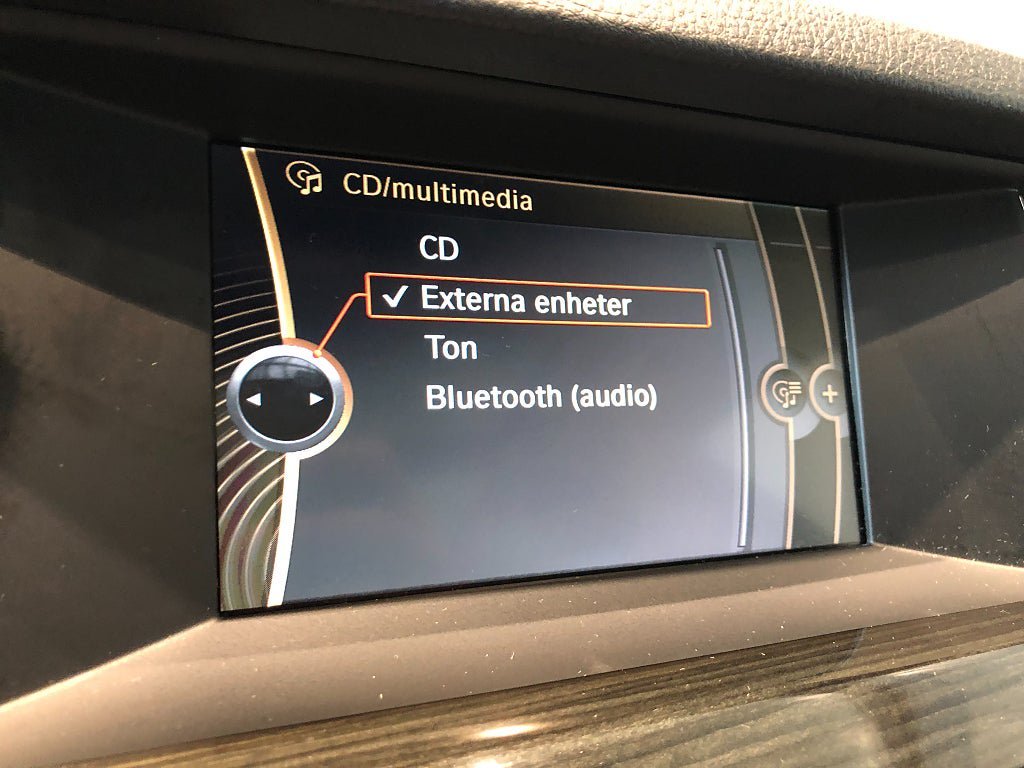 CD/multimedia
CD
Externa enheter
Ton
Bluetooth (audio)